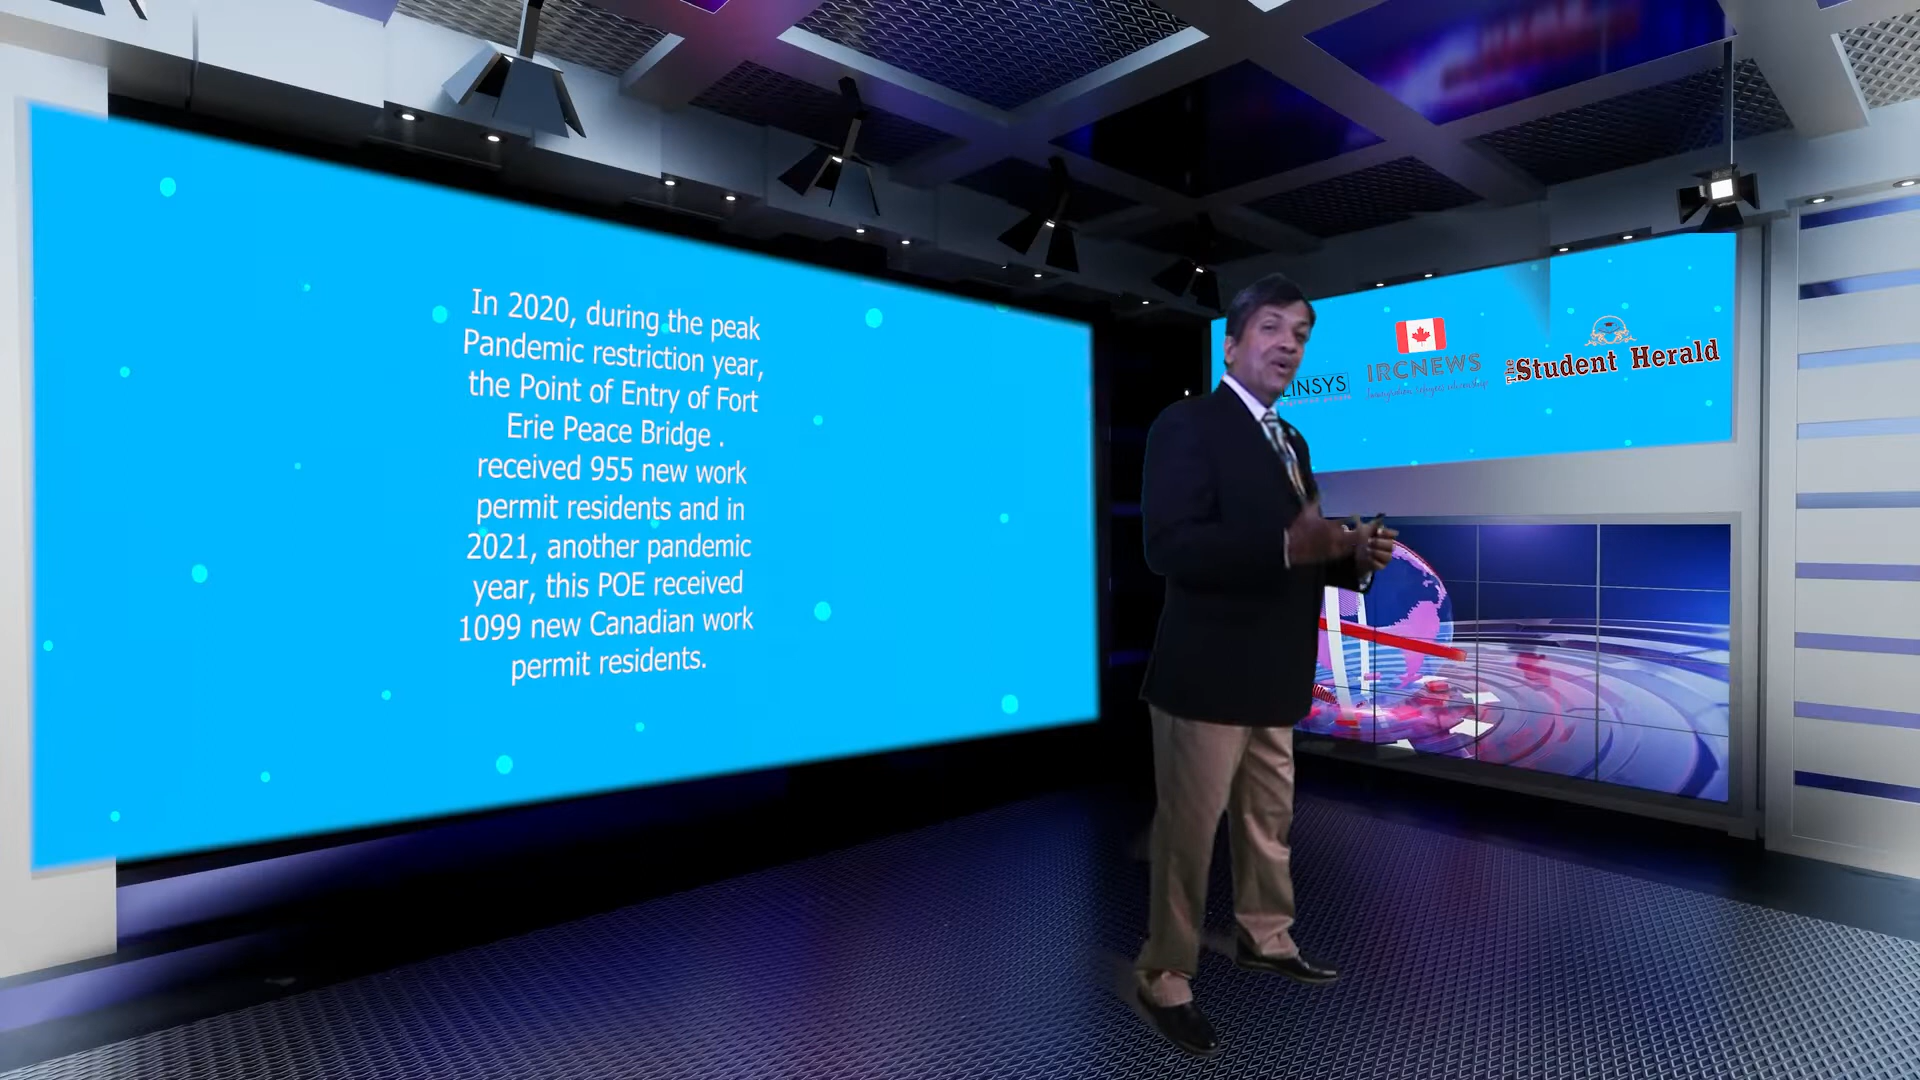 In 2020, during the peak
Pandemic restriction year,
the Point of Entry of Fort
Erie Peace Bridge .
received 955 new work
permit residents and in
2021, another pandemic
year, this POE received
1099 new Canadian work
permit residents.
INSYS
IRCNEWS
The Student Herald